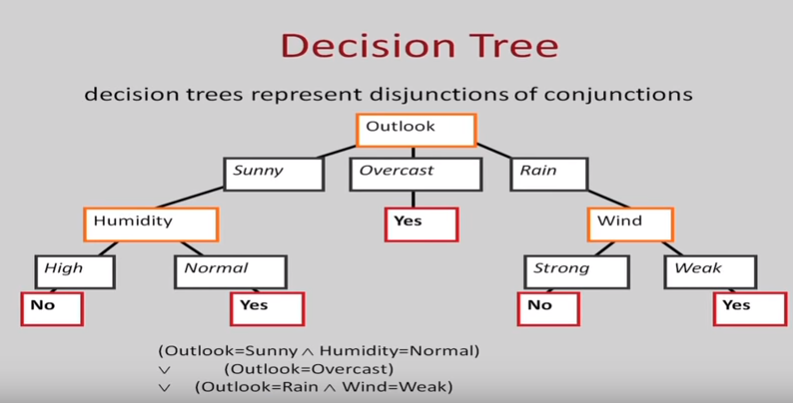 Decision Tree
decision trees represent disjunctions of conjunctions
Outlook
Sunny Overcast Rain
Humidity Yes Wind
High Normal Strong Weak
No Yes No Yes
(Outlook=Sunny ∧ Humidity=Normal)
∨ (Outlook=Overcast)
∨ (Outlook=Rain ∧ Wind=Weak)